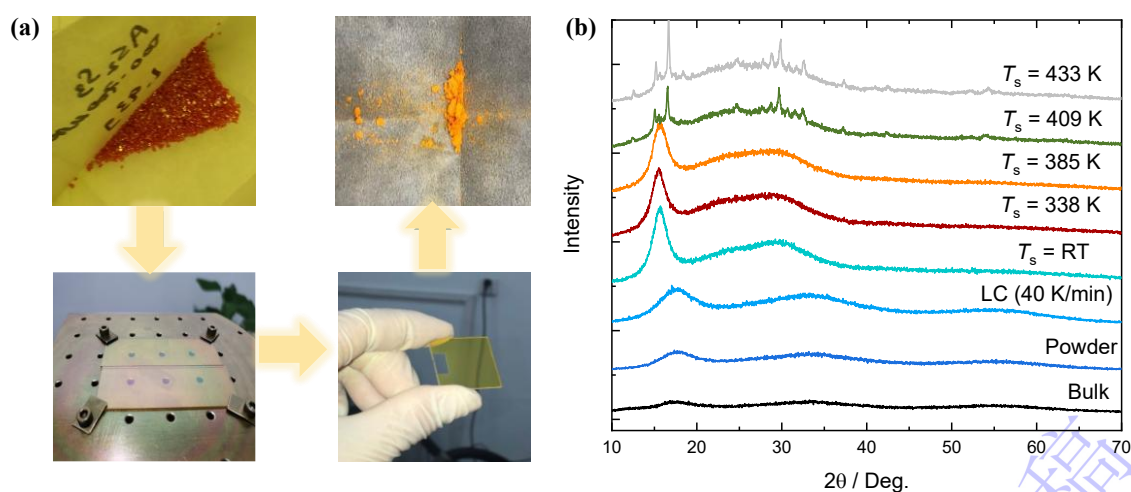 (a)
(b)
T_s = 433 K
T_s = 409 K
T_s = 385 K
T_s = 338 K
T_s = RT
LC (40 K/min)
Powder
Bulk
Intensity
10 20 30 40 50 60 70
2θ / Deg.
稿